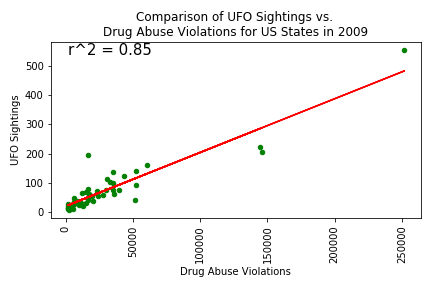 Comparison of UFO Sightings vs.
Drug Abuse Violations for US States in 2009
r^2 = 0.85
UFO Sightings
500
400
300
200
100
0
0
50000
100000
150000
200000
250000
Drug Abuse Violations